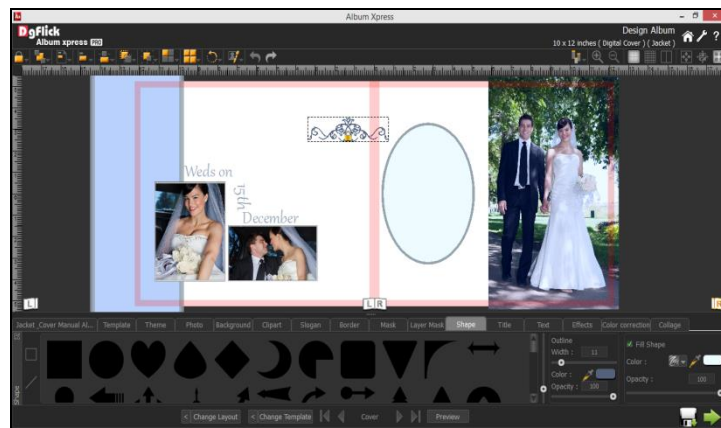 Album Xpress
DgFlick
Album xpress PRO
Design Album
10 x 12 inches ( Digital Cover ) ( Jacket )
Weds on
15th
December
L
L R
R
Jacket_Cover Manual Al...
Template
Theme
Photo
Background
Clipart
Slogan
Border
Mask
Layer Mask
Shape
Title
Text
Effects
Color correction
Collage
Shape
Outline
Width : 11
Color :
Opacity : 100
Fill Shape
Color :
Opacity : 100
< Change Layout
< Change Template
Cover
Preview